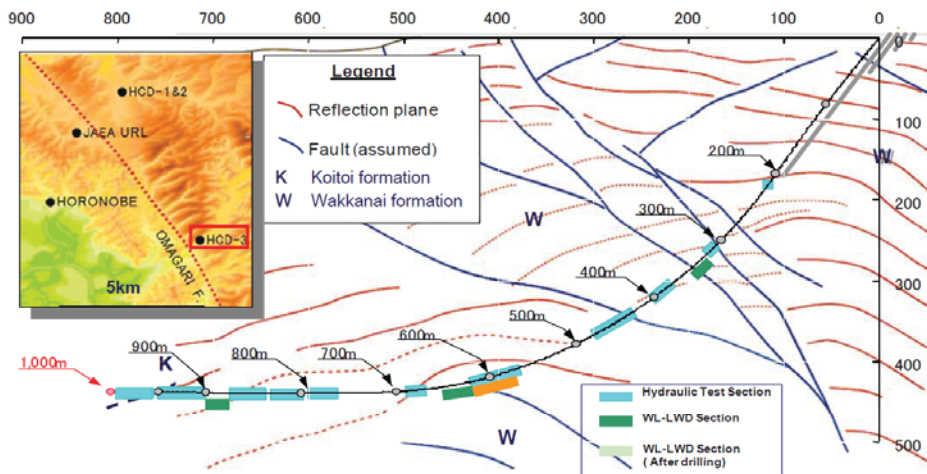 900 800 700 600 500 400 300 200 100 0
0
100
200
300
400
500
HCD-1&2
JAEA URL
HORONOBE
HCD-3
OMAGARI F.
5km
Legend
Reflection plane
Fault (assumed)
K Koitoi formation
W Wakkanai formation
W
W
W
K
200m
300m
400m
500m
600m
700m
800m
900m
1,000m
Hydraulic Test Section
WL-LWD Section
WL-LWD Section
( After drilling)